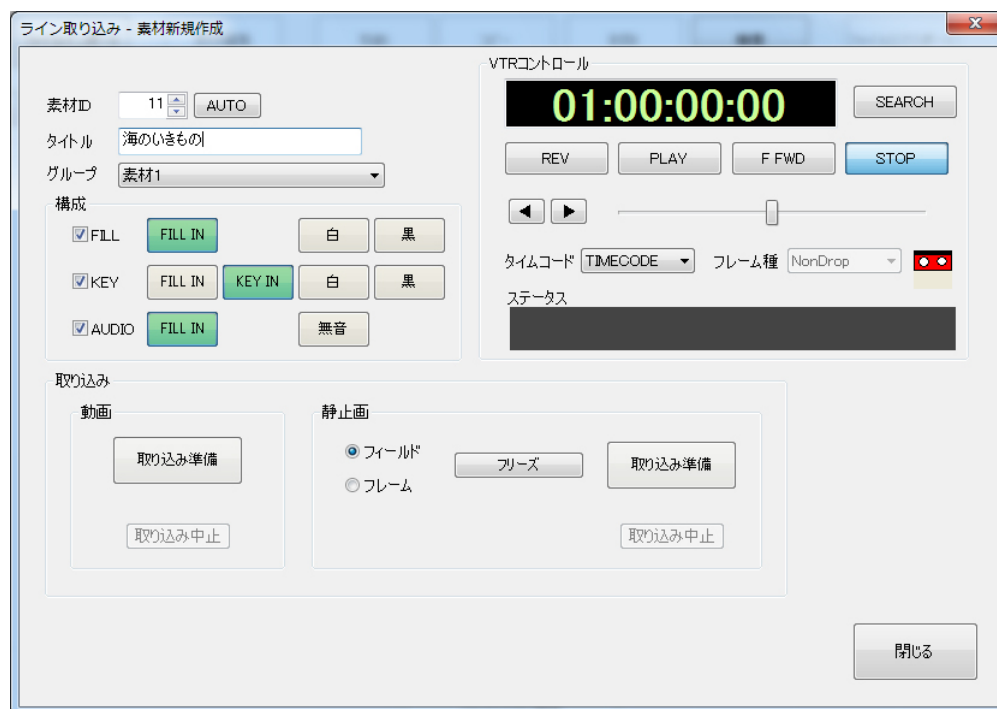 ライン取り込み - 素材新規作成
素材ID 11 AUTO
タイトル 海のいきもの
グループ 素材1
構成
FILL FILL IN 白 黒
KEY FILL IN KEY IN 白 黒
AUDIO FILL IN 無音
VTRコントロール
01:00:00:00 SEARCH
REV PLAY F FWD STOP
タイムコード TIMECODE フレーム種 NonDrop
ステータス
取り込み
動画
取り込み準備
取り込み中止
静止画
フィールド
フレーム
フリーズ
取り込み準備
取り込み中止
閉じる